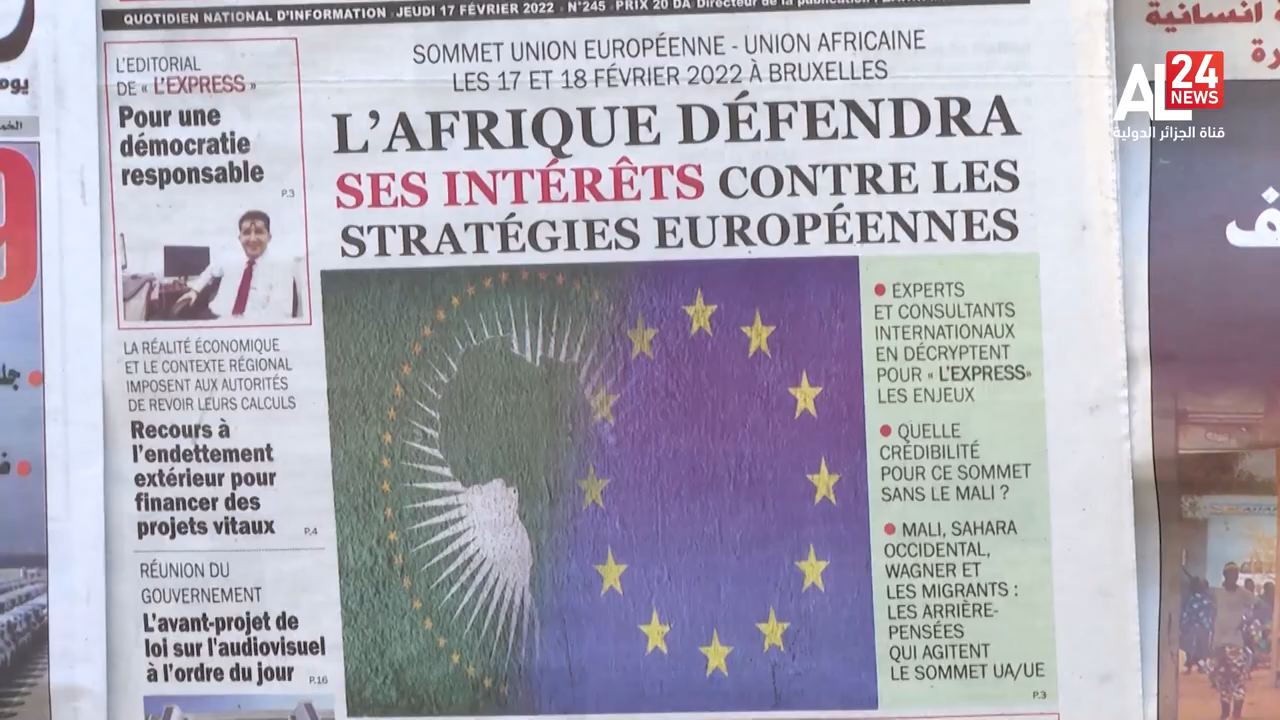 QUOTIDIEN NATIONAL D'INFORMATION - JEUDI 17 FÉVRIER 2022 - N°245 - PRIX 20 DA Directeur de la publication :
L'EDITORIAL
DE « L'EXPRESS »
Pour une
démocratie
responsable
P.3
LA RÉALITÉ ÉCONOMIQUE
ET LE CONTEXTE RÉGIONAL
IMPOSENT AUX AUTORITÉS
DE REVOIR LEURS CALCULS
Recours à
l'endettement
extérieur pour
financer des
projets vitaux
P.4
RÉUNION DU
GOUVERNEMENT
L'avant-projet de
loi sur l'audiovisuel
à l'ordre du jour
P.16
SOMMET UNION EUROPÉENNE - UNION AFRICAINE
LES 17 ET 18 FÉVRIER 2022 À BRUXELLES
L'AFRIQUE DÉFENDRA
SES INTÉRÊTS CONTRE LES
STRATÉGIES EUROPÉENNES
● EXPERTS
ET CONSULTANTS
INTERNATIONAUX
EN DÉCRYPTENT
POUR « L'EXPRESS»
LES ENJEUX
● QUELLE
CRÉDIBILITÉ
POUR CE SOMMET
SANS LE MALI ?
● MALI, SAHARA
OCCIDENTAL,
WAGNER ET
LES MIGRANTS :
LES ARRIÈRE-
PENSÉES
QUI AGITENT
LE SOMMET UA/UE
P.3
انسانية
AL24
NEWS
قناة الجزائر الدولية